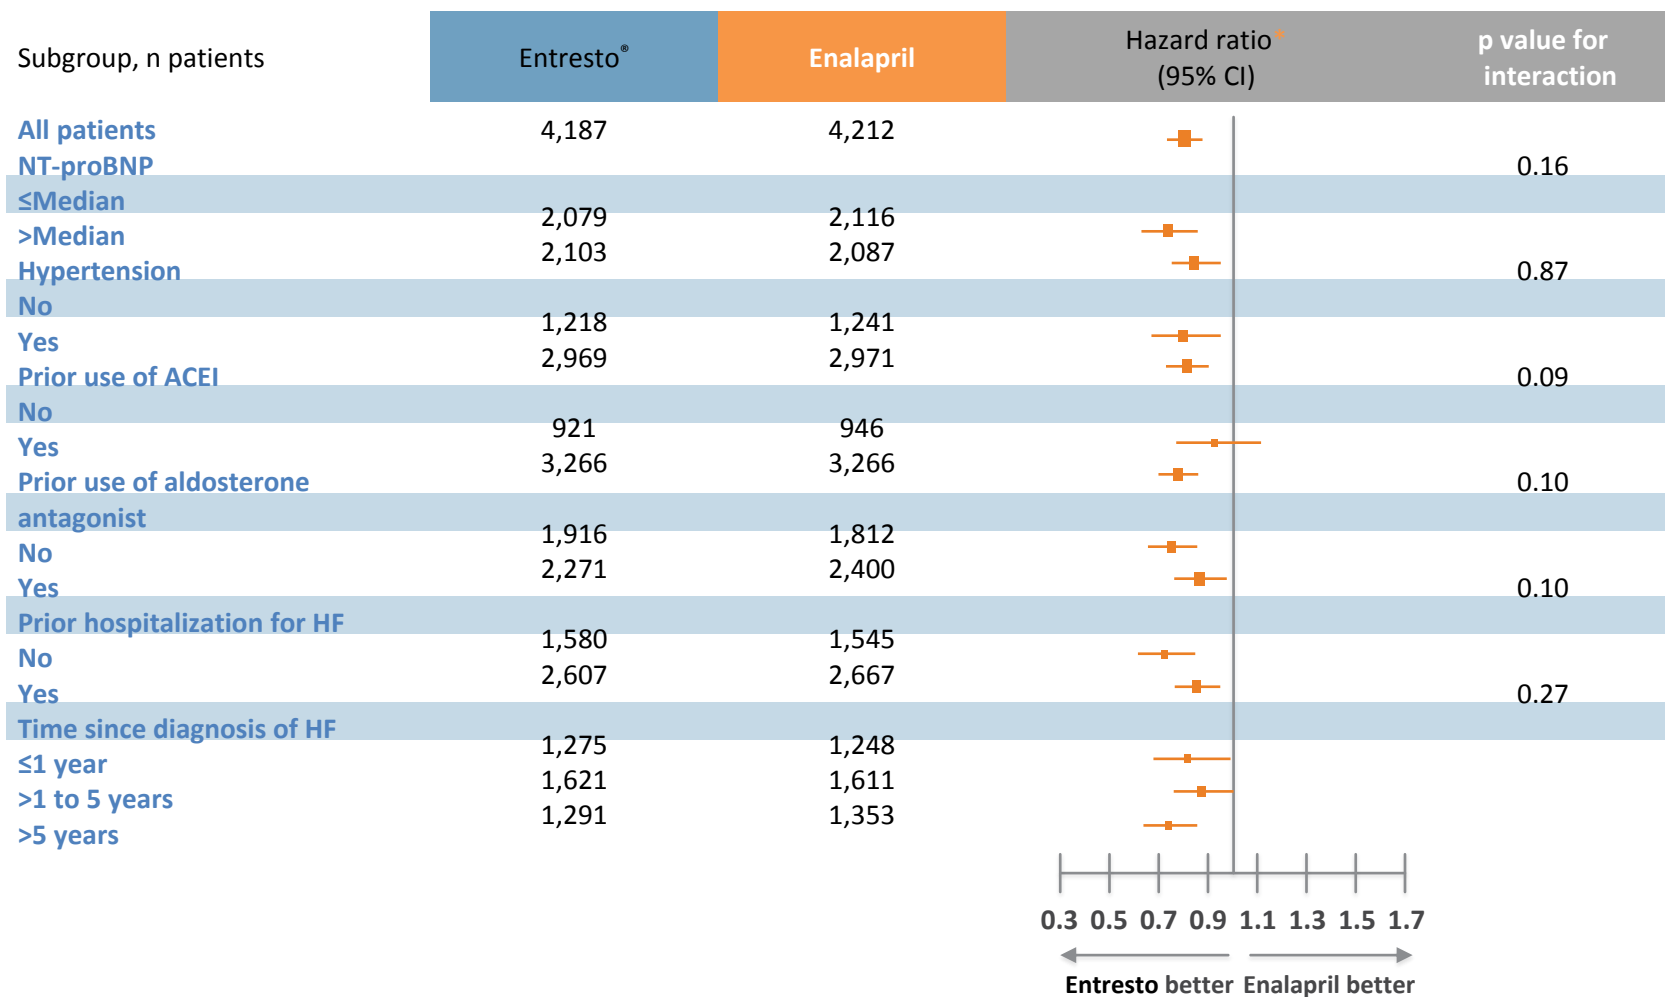 Subgroup, n patients Entresto® Enalapril Hazard ratio* p value for
(95% CI) interaction
All patients 4,187 4,212
NT-proBNP 0.16
≤Median 2,079 2,116
>Median 2,103 2,087
Hypertension 0.87
No 1,218 1,241
Yes 2,969 2,971
Prior use of ACEI 0.09
No 921 946
Yes 3,266 3,266
Prior use of aldosterone 0.10
antagonist
1,916 1,812
No
2,271 2,400
Yes 0.10
Prior hospitalization for HF
1,580 1,545
No
2,607 2,667
Yes 0.27
Time since diagnosis of HF
1,275 1,248
≤1 year
1,621 1,611
>1 to 5 years
1,291 1,353
>5 years
0.3 0.5 0.7 0.9 1.1 1.3 1.5 1.7
Entresto better Enalapril better